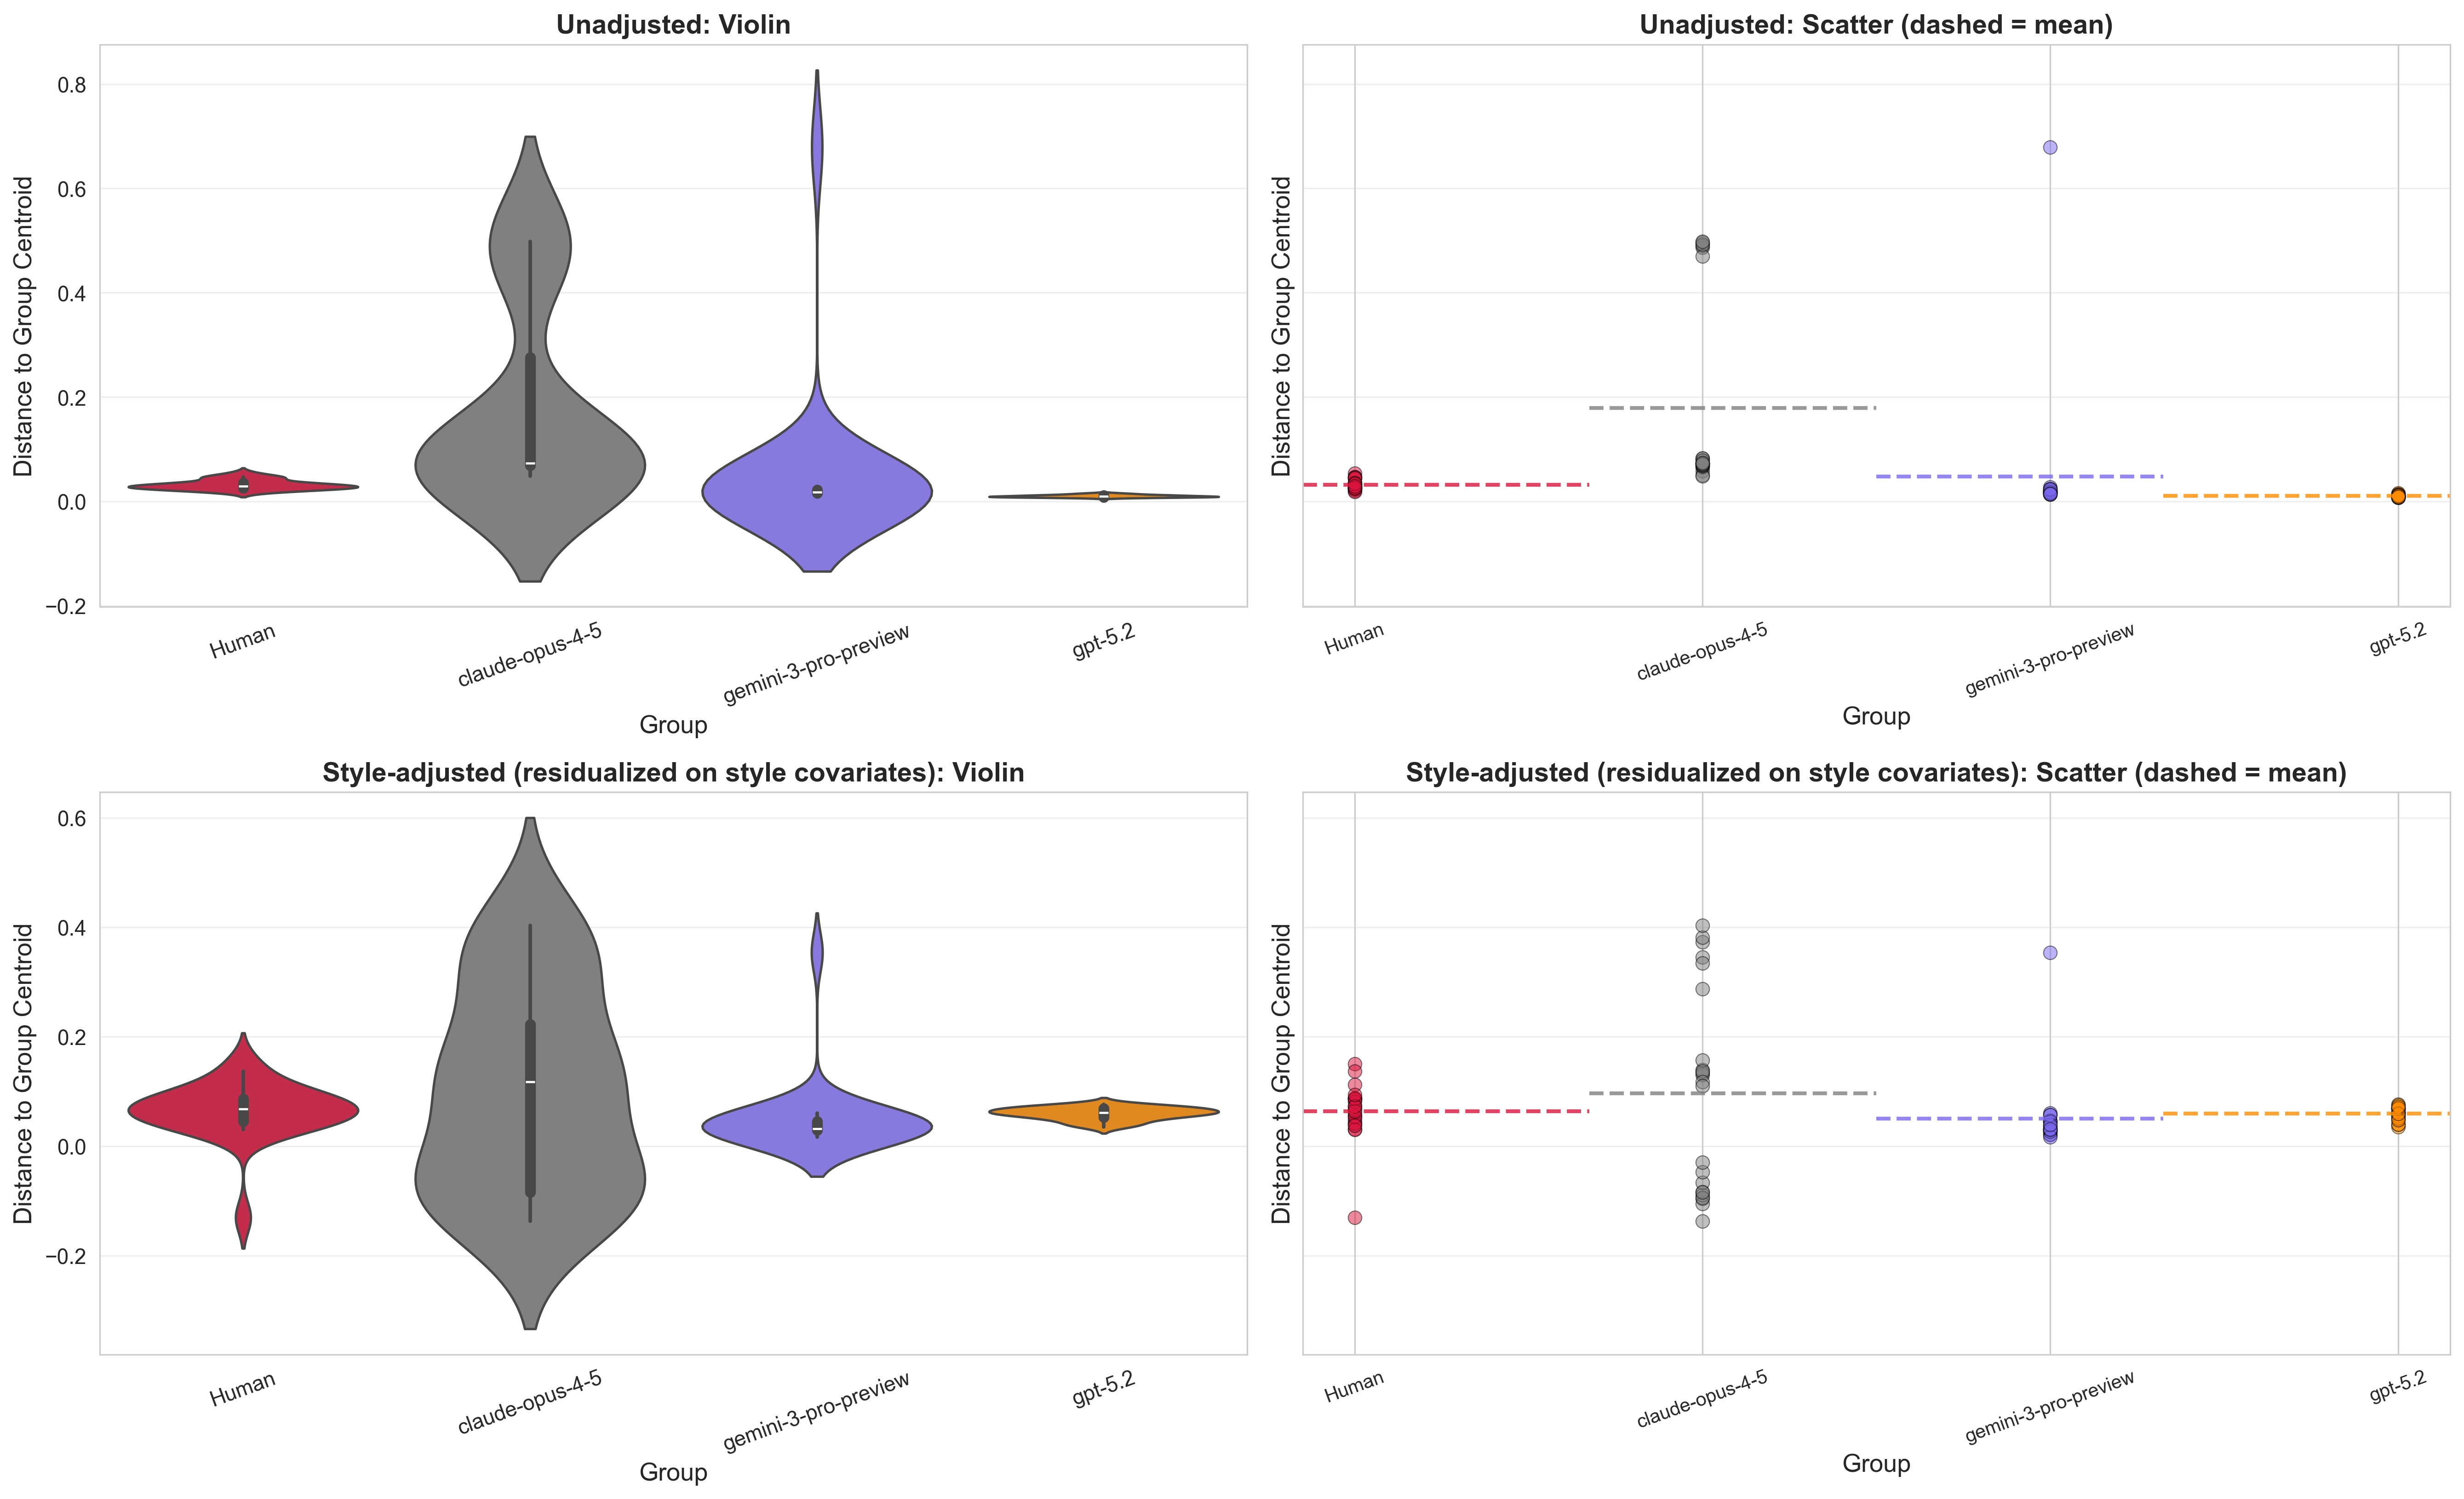 Unadjusted: Violin
Distance to Group Centroid
0.8
0.6
0.4
0.2
0.0
−0.2
Human
claude-opus-4-5
gemini-3-pro-preview
gpt-5.2
Group
Unadjusted: Scatter (dashed = mean)
Distance to Group Centroid
Human
claude-opus-4-5
gemini-3-pro-preview
gpt-5.2
Group
Style-adjusted (residualized on style covariates): Violin
Distance to Group Centroid
0.6
0.4
0.2
0.0
−0.2
Human
claude-opus-4-5
gemini-3-pro-preview
gpt-5.2
Group
Style-adjusted (residualized on style covariates): Scatter (dashed = mean)
Distance to Group Centroid
Human
claude-opus-4-5
gemini-3-pro-preview
gpt-5.2
Group